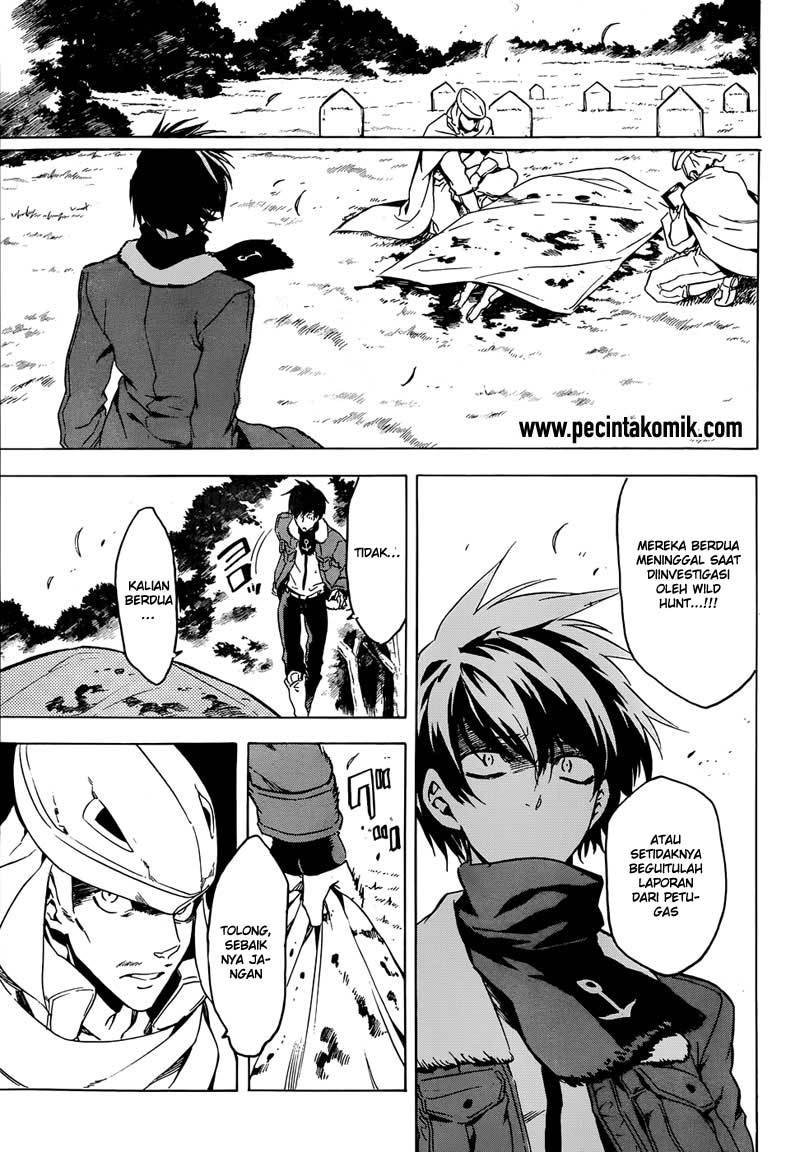 www.pecintakomik.com
MEREKA BERDUA
MENINGGAL SAAT
DIINVESTIGASI
OLEH WILD
HUNT...!!!
ATAU
SETIDAKNYA
BEGUITULAH
LAPORAN
DARI PETU-
GAS
TIDAK...
KALIAN
BERDUA
...
TOLONG,
SEBAIK
NYA JA-
NGAN